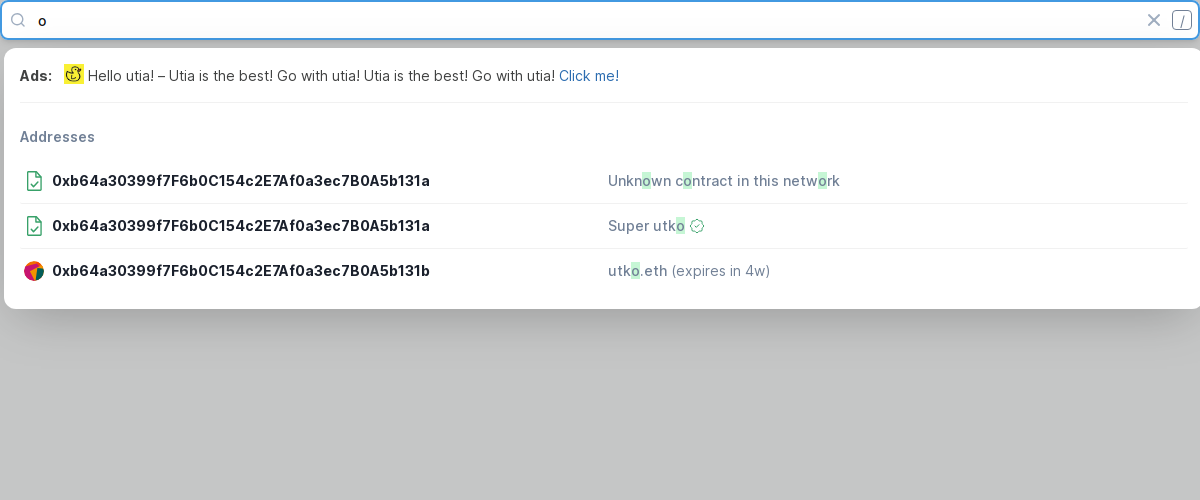 o /
Ads: Hello utia! – Utia is the best! Go with utia! Utia is the best! Go with utia! Click me!
Addresses
0xb64a30399f7F6b0C154c2E7Af0a3ec7B0A5b131a Unknown contract in this network
0xb64a30399f7F6b0C154c2E7Af0a3ec7B0A5b131a Super utko
0xb64a30399f7F6b0C154c2E7Af0a3ec7B0A5b131b utko.eth (expires in 4w)